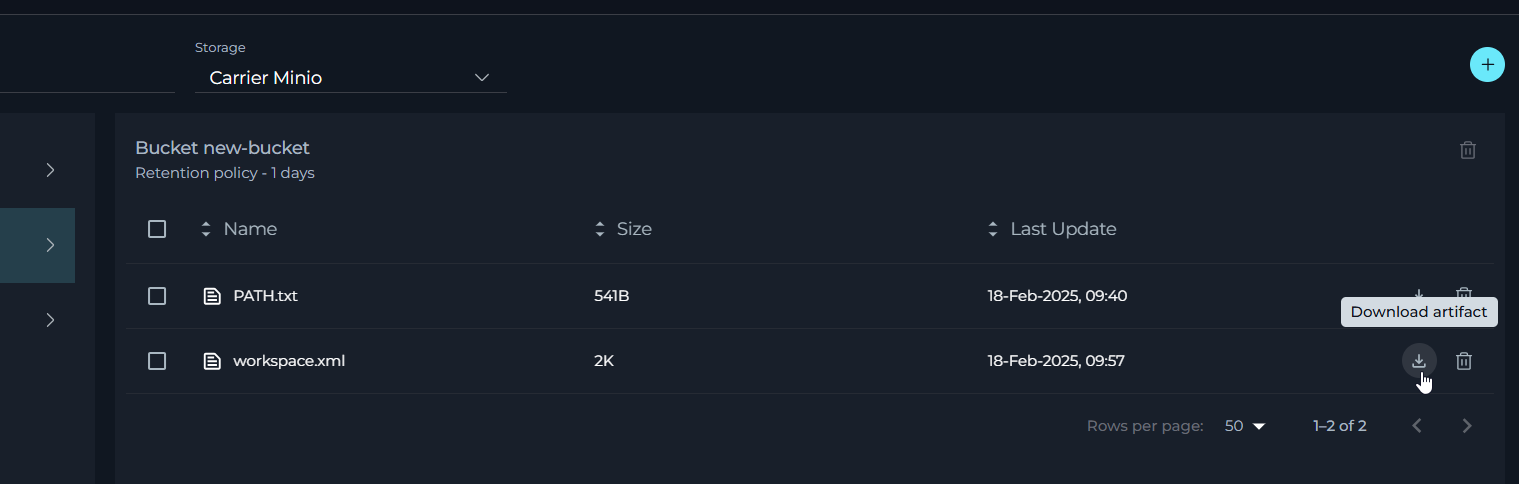 Storage
Carrier Minio
Bucket new-bucket
Retention policy - 1 days
Name Size Last Update
PATH.txt 541B 18-Feb-2025, 09:40
Download artifact
workspace.xml 2K 18-Feb-2025, 09:57
Rows per page: 50 1–2 of 2